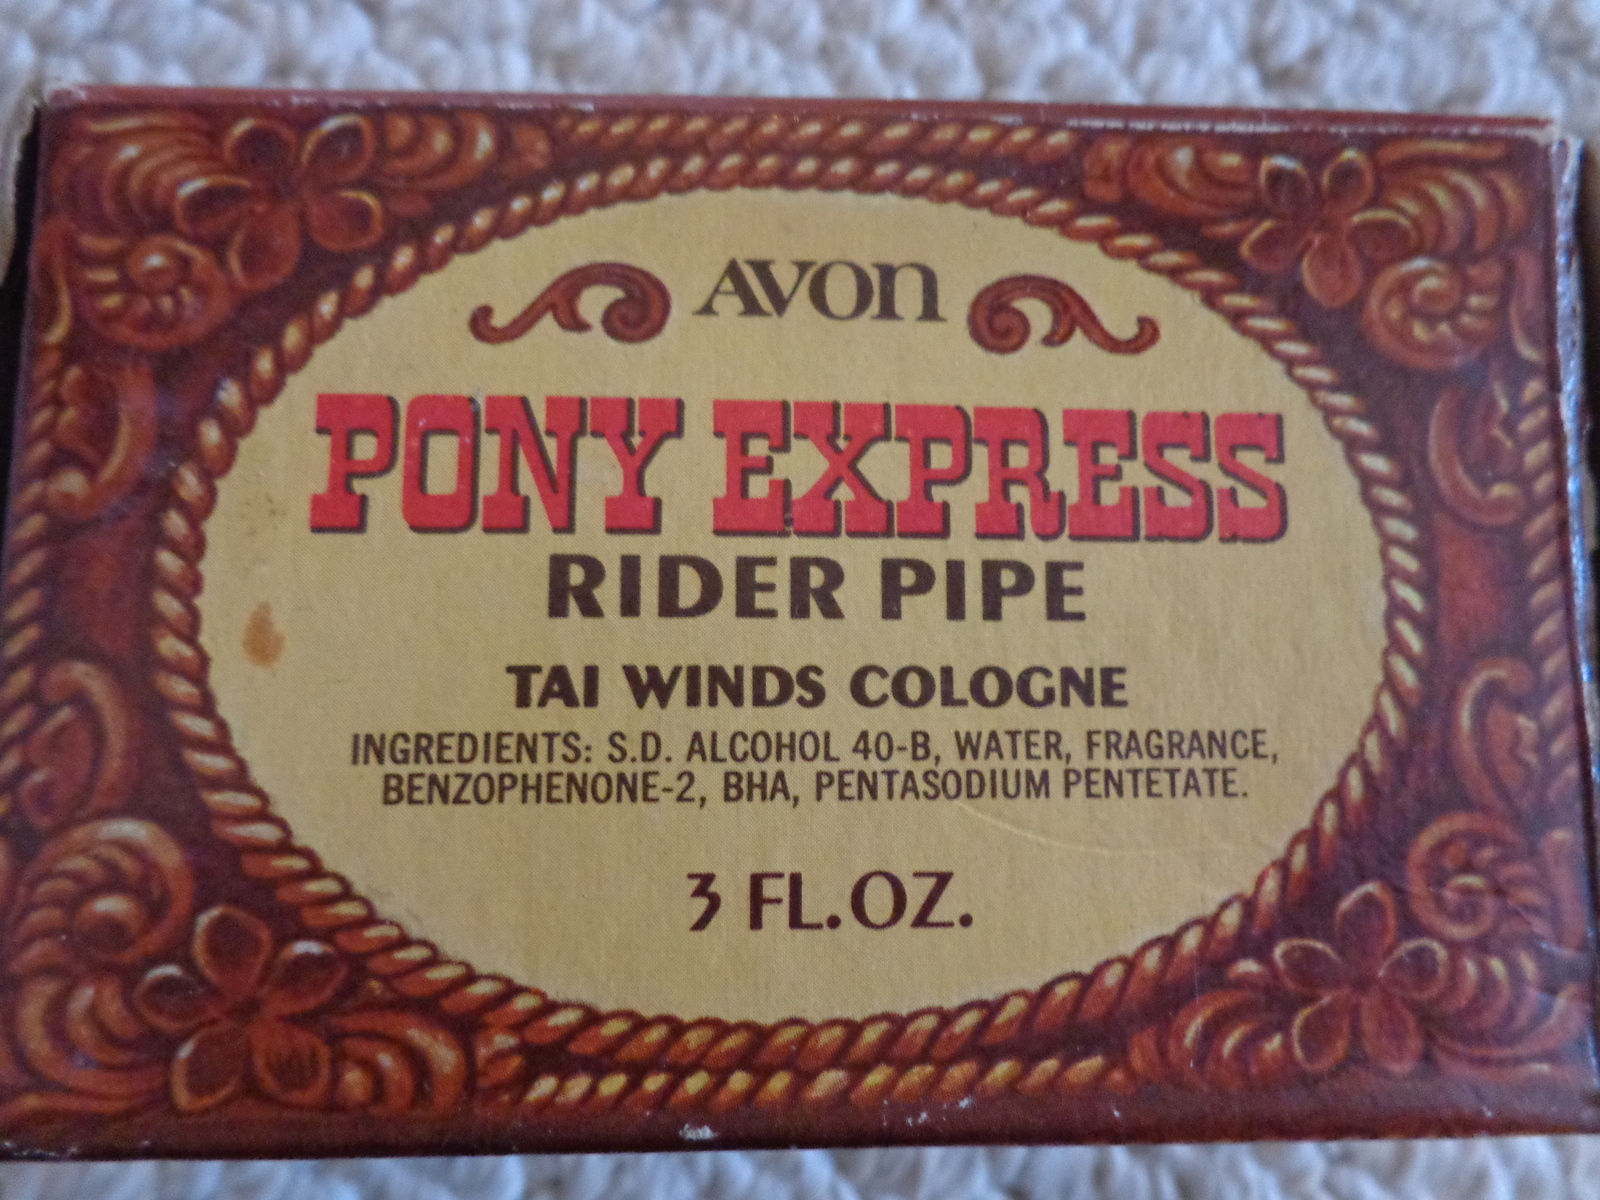 AVON
PONY EXPRESS
RIDER PIPE
TAI WINDS COLOGNE
INGREDIENTS: S.D. ALCOHOL 40-B, WATER, FRAGRANCE,
BENZOPHENONE-2, BHA, PENTASODIUM PENTETATE.
3 FL.OZ.